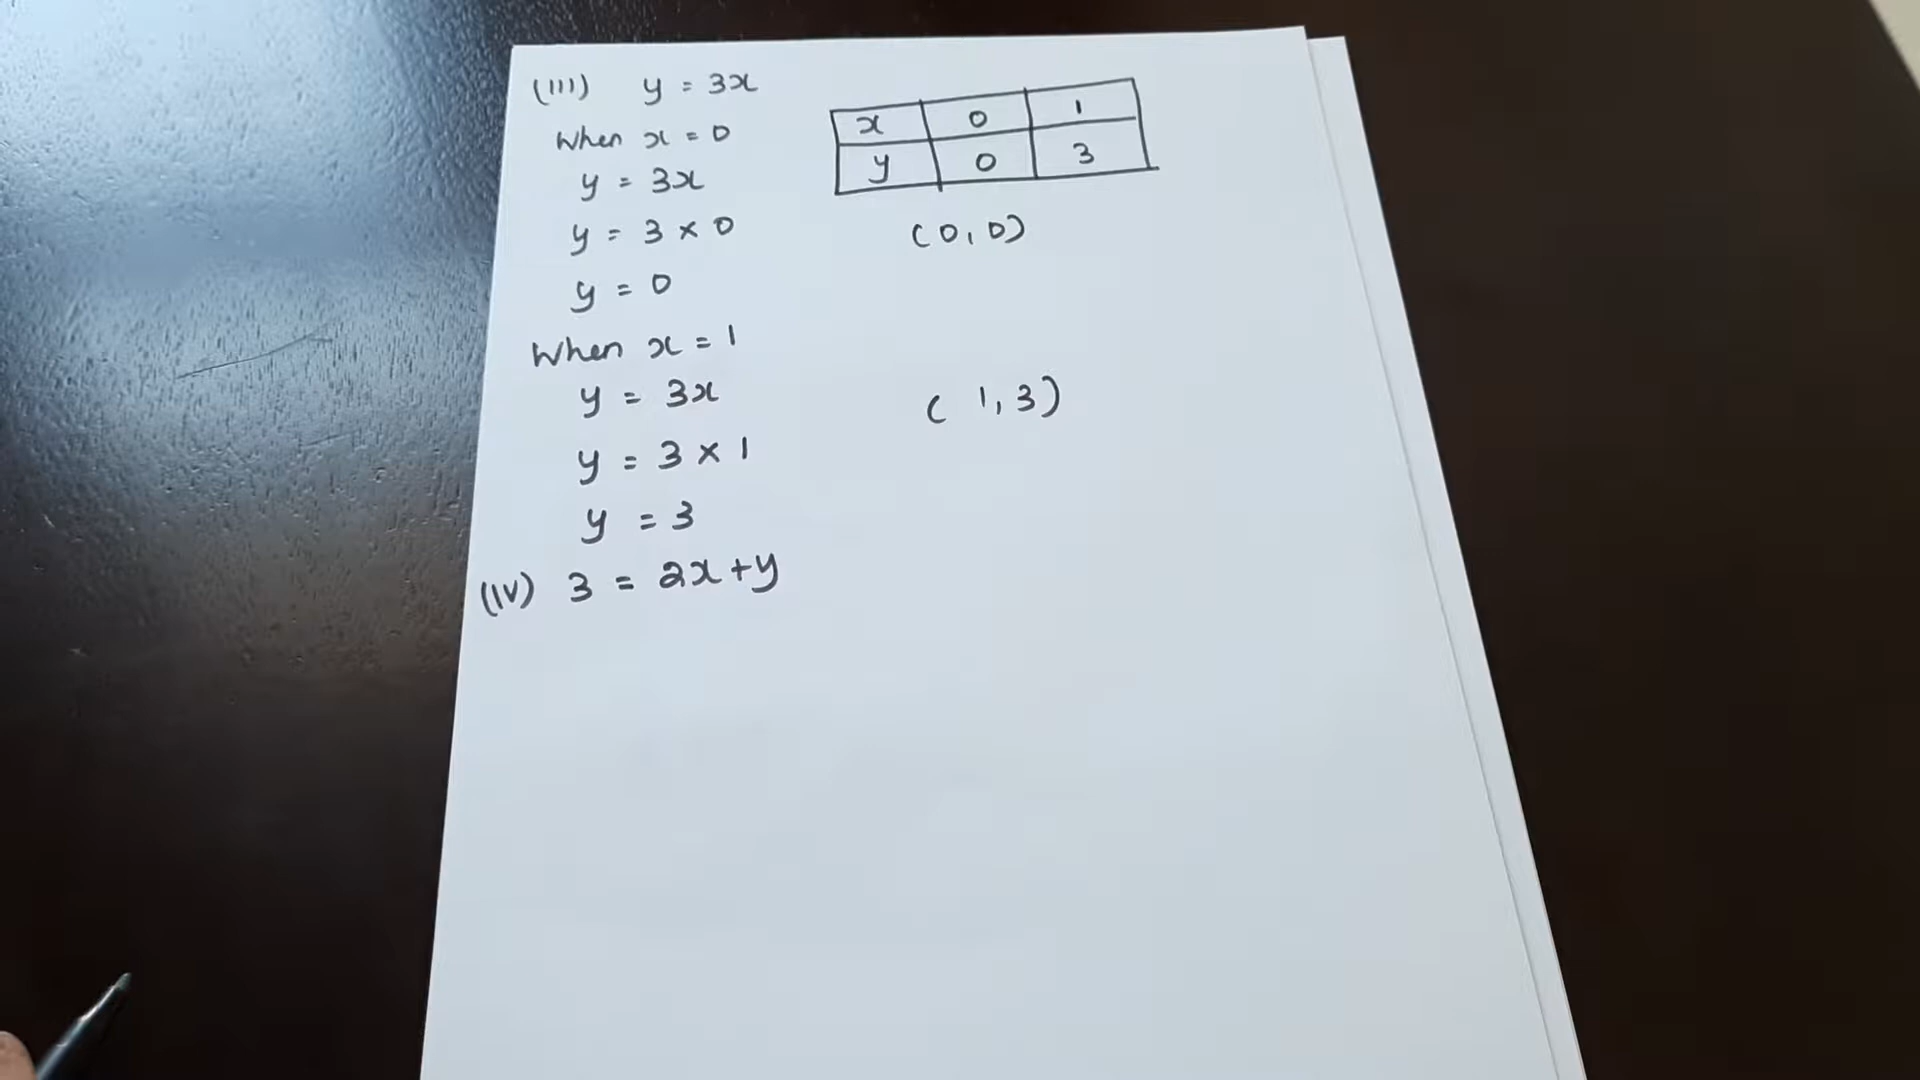 (III) y = 3x
When x = 0
y = 3x
y = 3 × 0
y = 0
When x = 1
y = 3x
y = 3 × 1
y = 3
(IV) 3 = 2x+y
x 0 1
y 0 3
(0,0)
( 1,3)